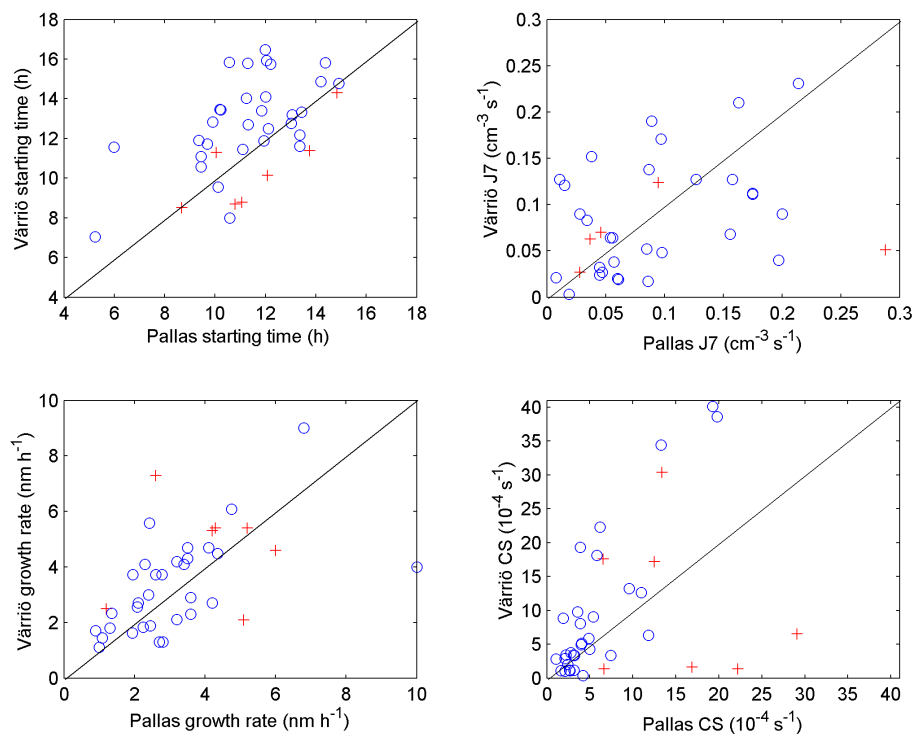 18
16
14
12
10
8
6
4
Värriö starting time (h)
4 6 8 10 12 14 16 18
Pallas starting time (h)
0.3
0.25
0.2
0.15
0.1
0.05
0
Värriö J7 (cm⁻³ s⁻¹)
0 0.05 0.1 0.15 0.2 0.25 0.3
Pallas J7 (cm⁻³ s⁻¹)
10
8
6
4
2
0
Värriö growth rate (nm h⁻¹)
0 2 4 6 8 10
Pallas growth rate (nm h⁻¹)
40
35
30
25
20
15
10
5
0
Värriö CS (10⁻⁴ s⁻¹)
0 5 10 15 20 25 30 35 40
Pallas CS (10⁻⁴ s⁻¹)